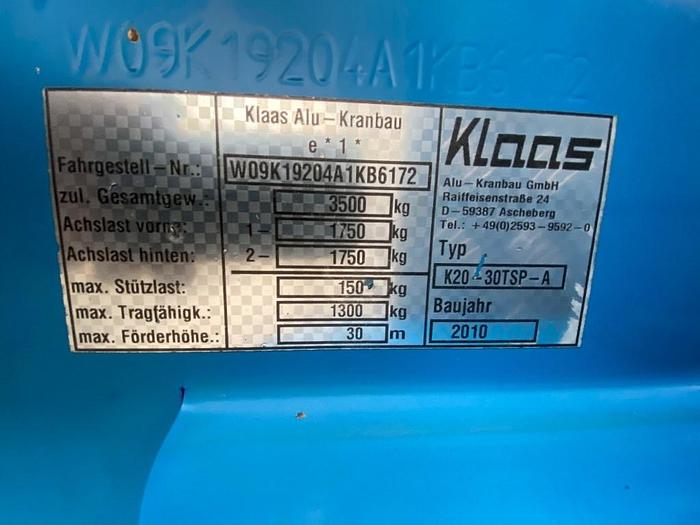 W09K19204A1KB6172
Klaas Alu-Kranbau
e * 1 *
Fahrgestell-Nr.: W09K19204A1KB6172
zul. Gesamtgew.: 3500 kg
Achslast vorne: 1- 1750 kg
Achslast hinten: 2- 1750 kg
max. Stützlast: 150 kg
max. Tragfähigk.: 1300 kg
max. Förderhöhe.: 30 m
Klaas
Alu-Kranbau GmbH
Raiffeisenstraße 24
D-59387 Ascheberg
Tel.: +49(0)2593-9592-0
Typ
K20-30TSP-A
Baujahr
2010